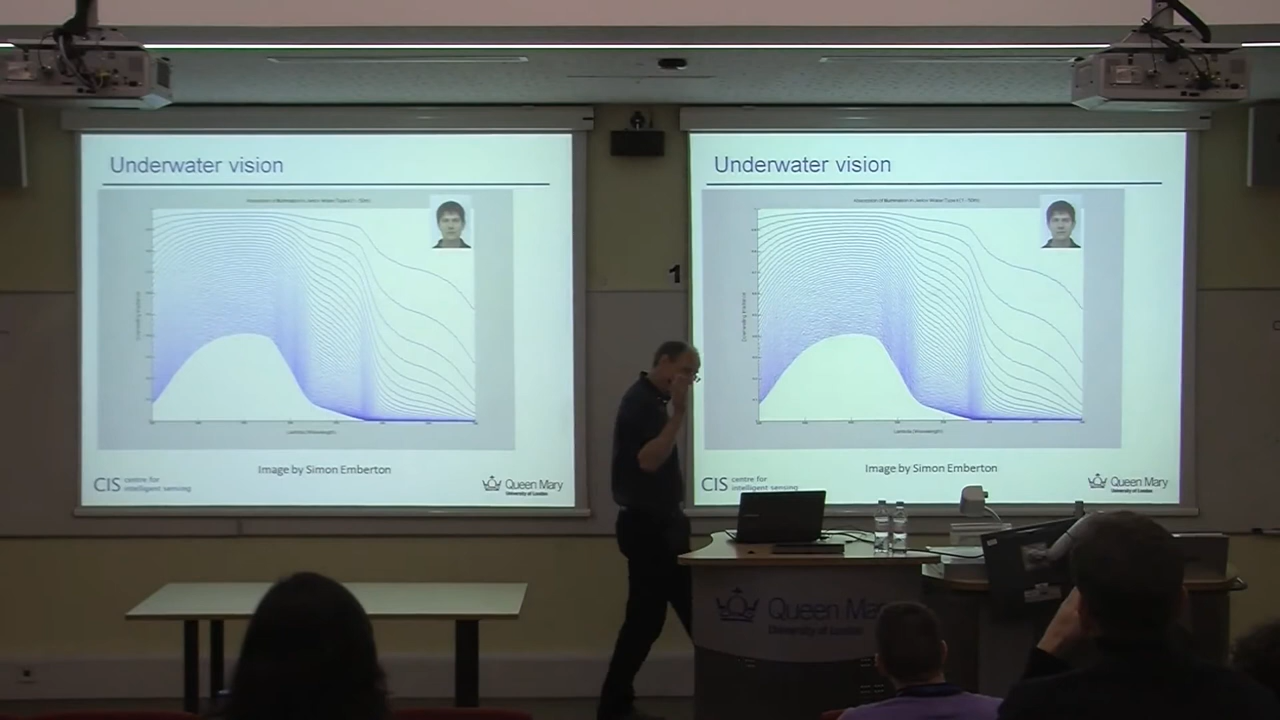 Underwater vision
Image by Simon Emberton
CIS centre for
intelligent sensing
Queen Mary
University of London
Underwater vision
Image by Simon Emberton
CIS centre for
intelligent sensing
Queen Mary
University of London
1
Queen Mar
University of London